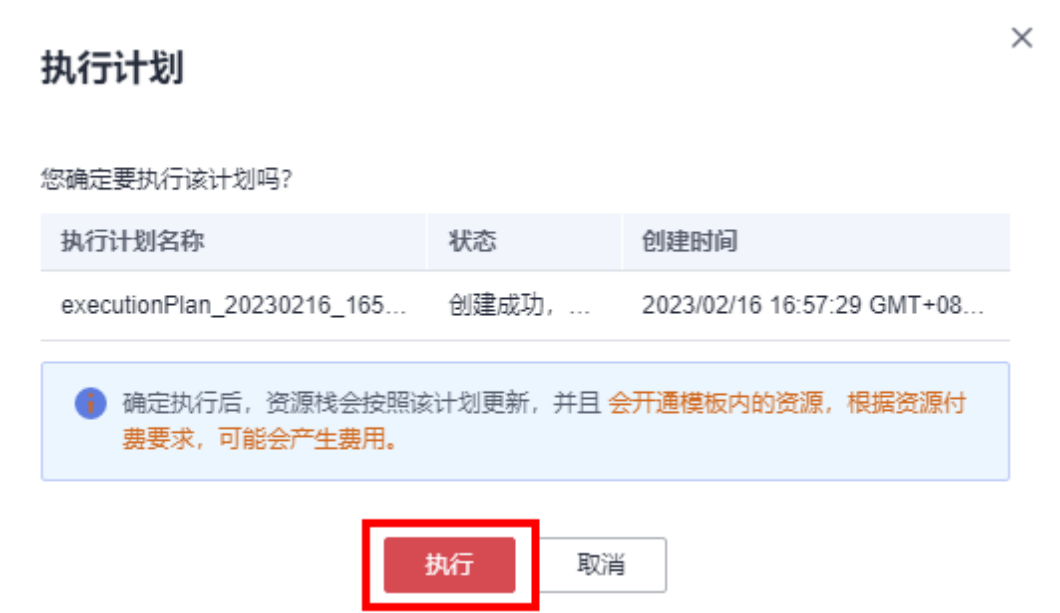 执行计划
您确定要执行该计划吗?
执行计划名称 状态 创建时间
executionPlan_20230216_165... 创建成功, ... 2023/02/16 16:57:29 GMT+08...
确定执行后，资源栈会按照该计划更新，并且 会开通模板内的资源，根据资源付
费要求，可能会产生费用。
执行 取消